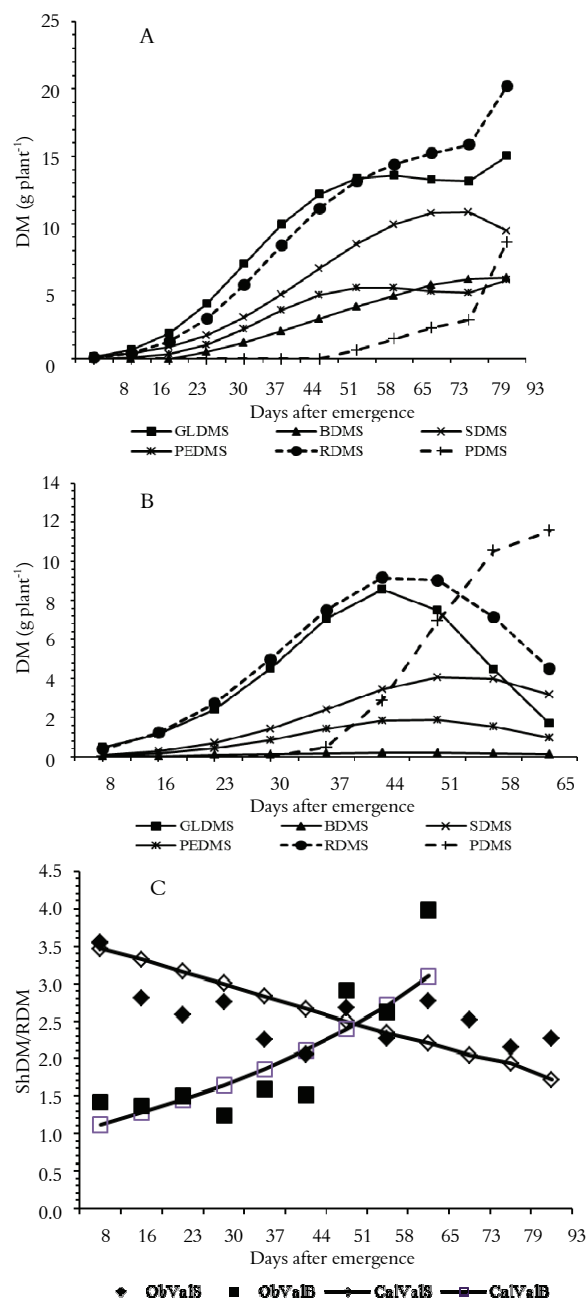 A
25
20
15
10
5
0
DM (g plant-1)
8 16 23 30 37 44 51 58 65 73 79 93
Days after emergence
GLDMS BDMS SDMS
PEDMS RDMS PDMS
B
14
12
10
8
6
4
2
0
DM (g plant-1)
8 16 23 30 37 44 51 58 65
Days after emergence
GLDMS BDMS SDMS
PEDMS RDMS PDMS
C
4.5
4.0
3.5
3.0
2.5
2.0
1.5
1.0
0.5
0.0
ShDM/RDM
8 16 23 30 37 44 51 58 65 73 79 93
Days after emergence
ObValS ObValB CalValS CalValB